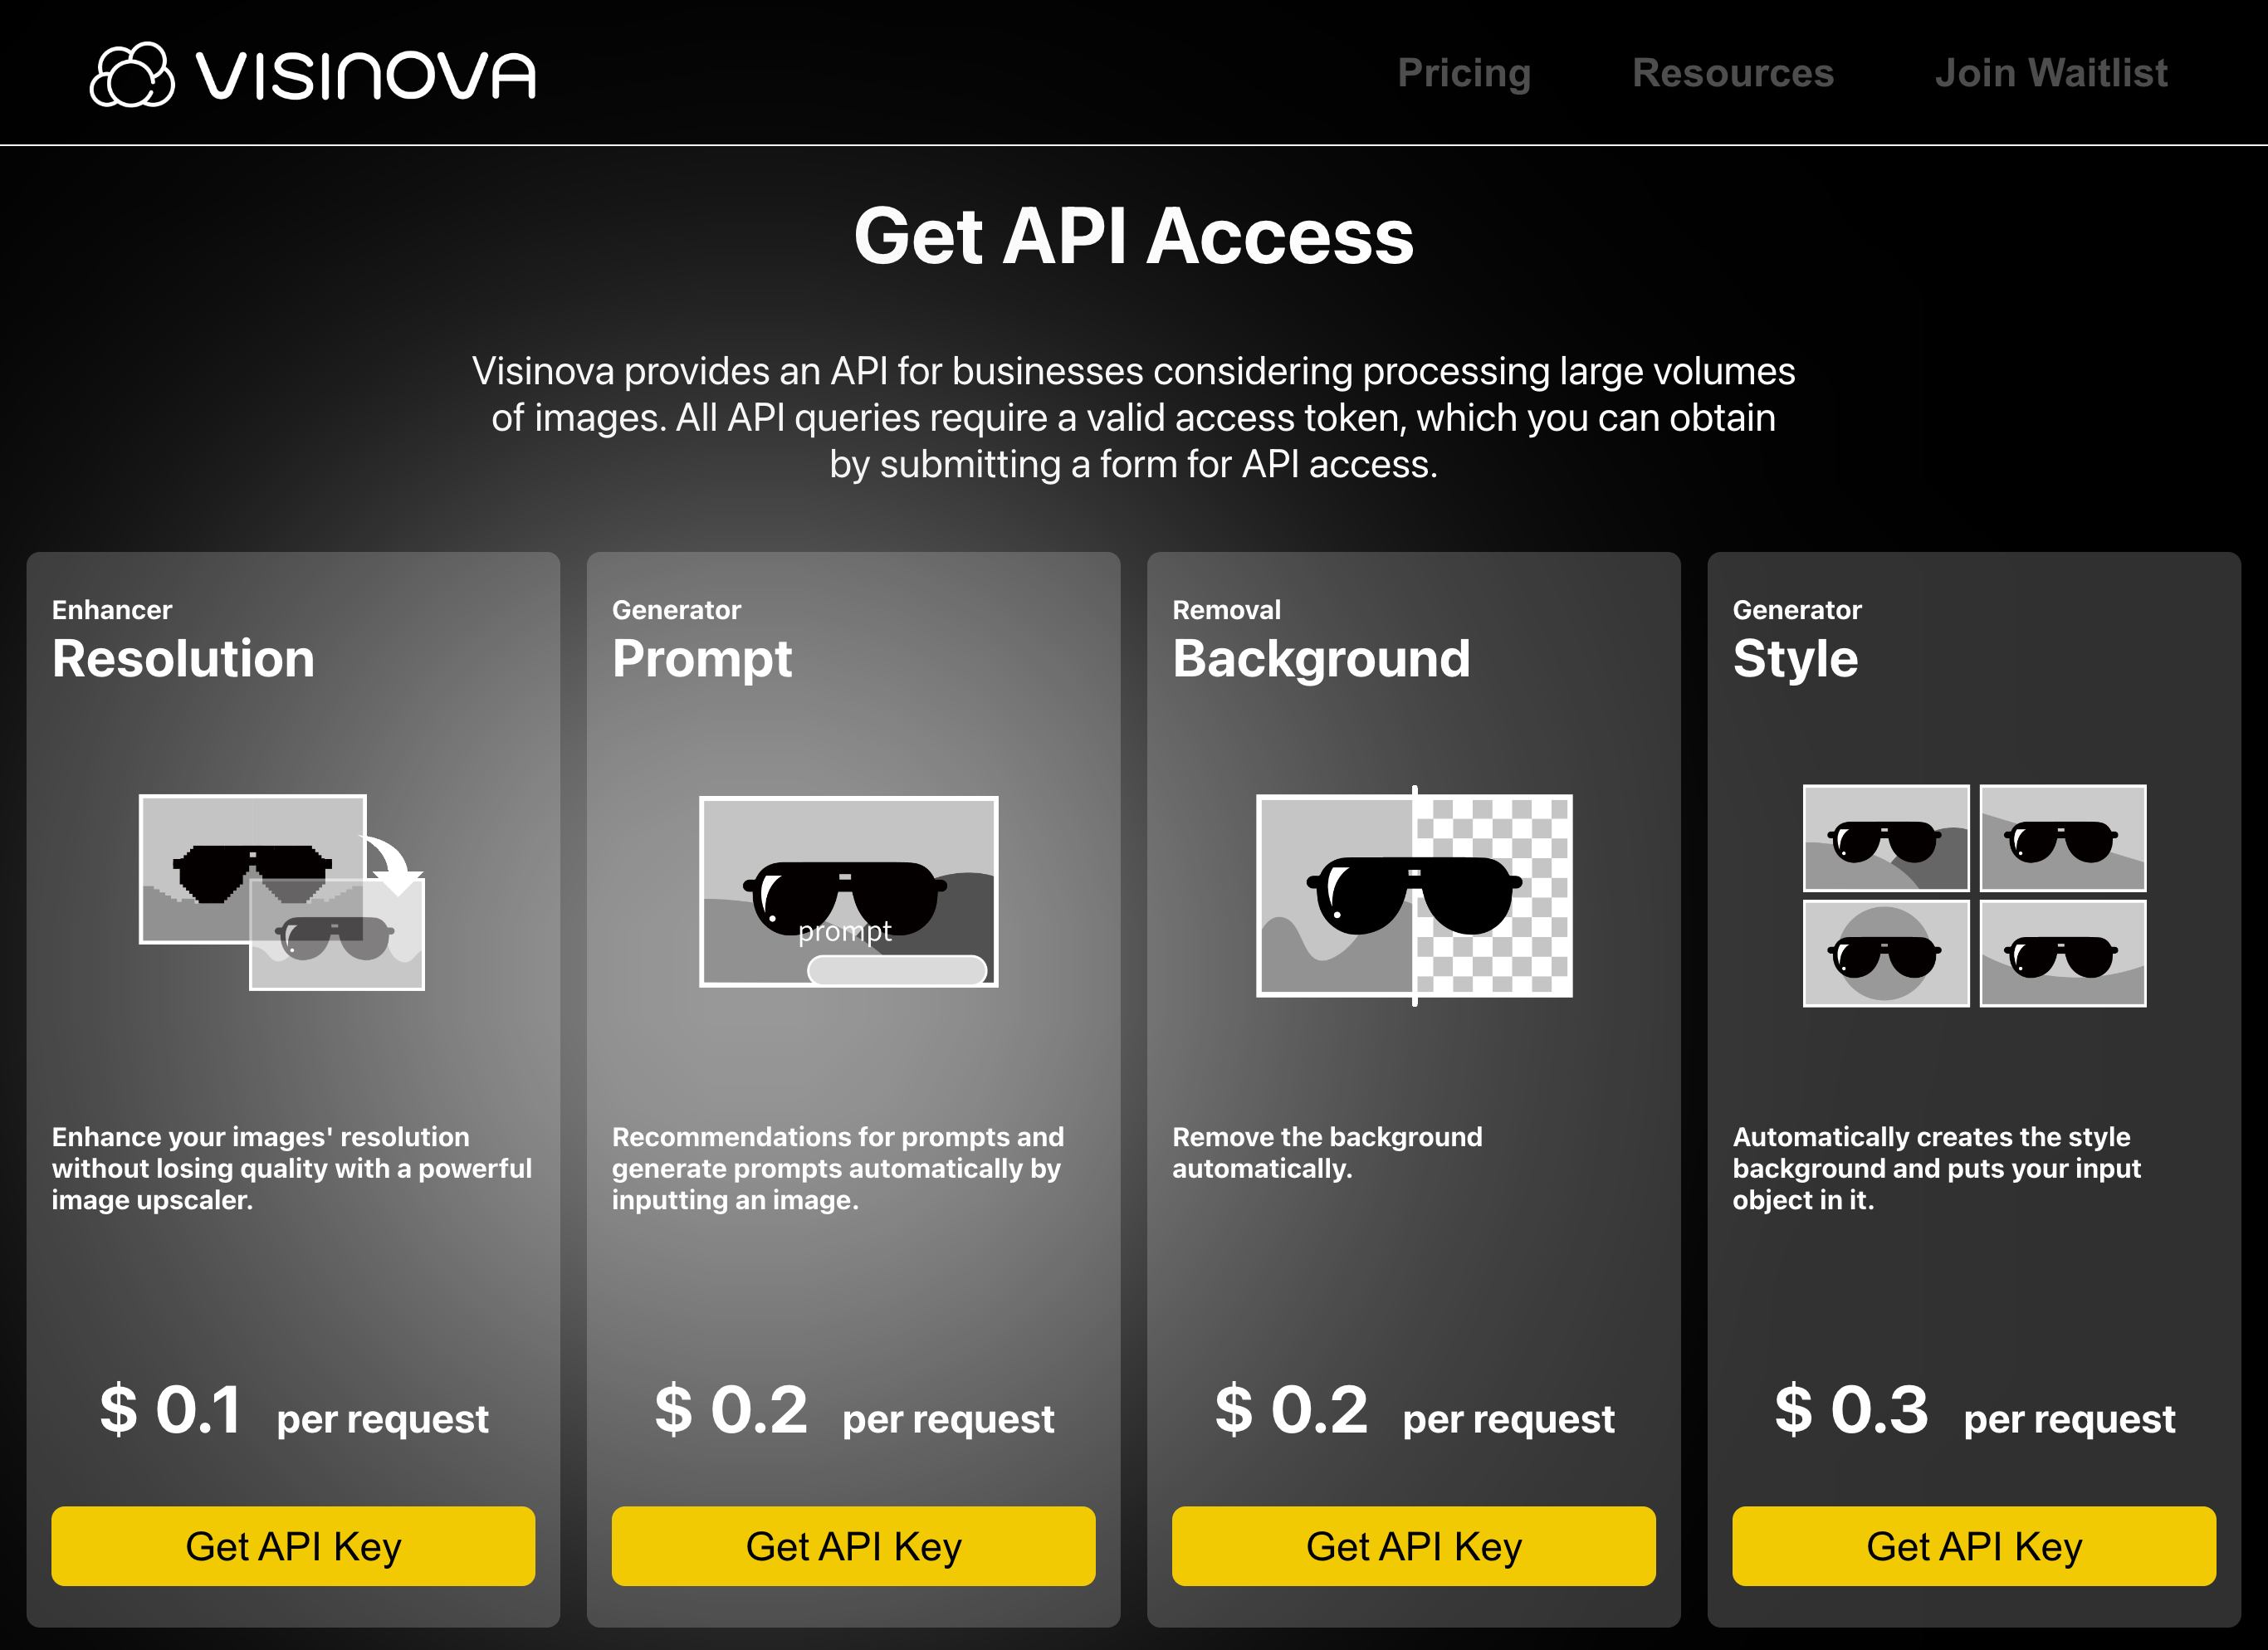 VISINOVA
Pricing
Resources
Join Waitlist
Get API Access
Visinova provides an API for businesses considering processing large volumes
of images. All API queries require a valid access token, which you can obtain
by submitting a form for API access.
Enhancer
Resolution
Enhance your images' resolution
without losing quality with a powerful
image upscaler.
$ 0.1 per request
Get API Key
Generator
Prompt
prompt
Recommendations for prompts and
generate prompts automatically by
inputting an image.
$ 0.2 per request
Get API Key
Removal
Background
Remove the background
automatically.
$ 0.2 per request
Get API Key
Generator
Style
Automatically creates the style
background and puts your input
object in it.
$ 0.3 per request
Get API Key